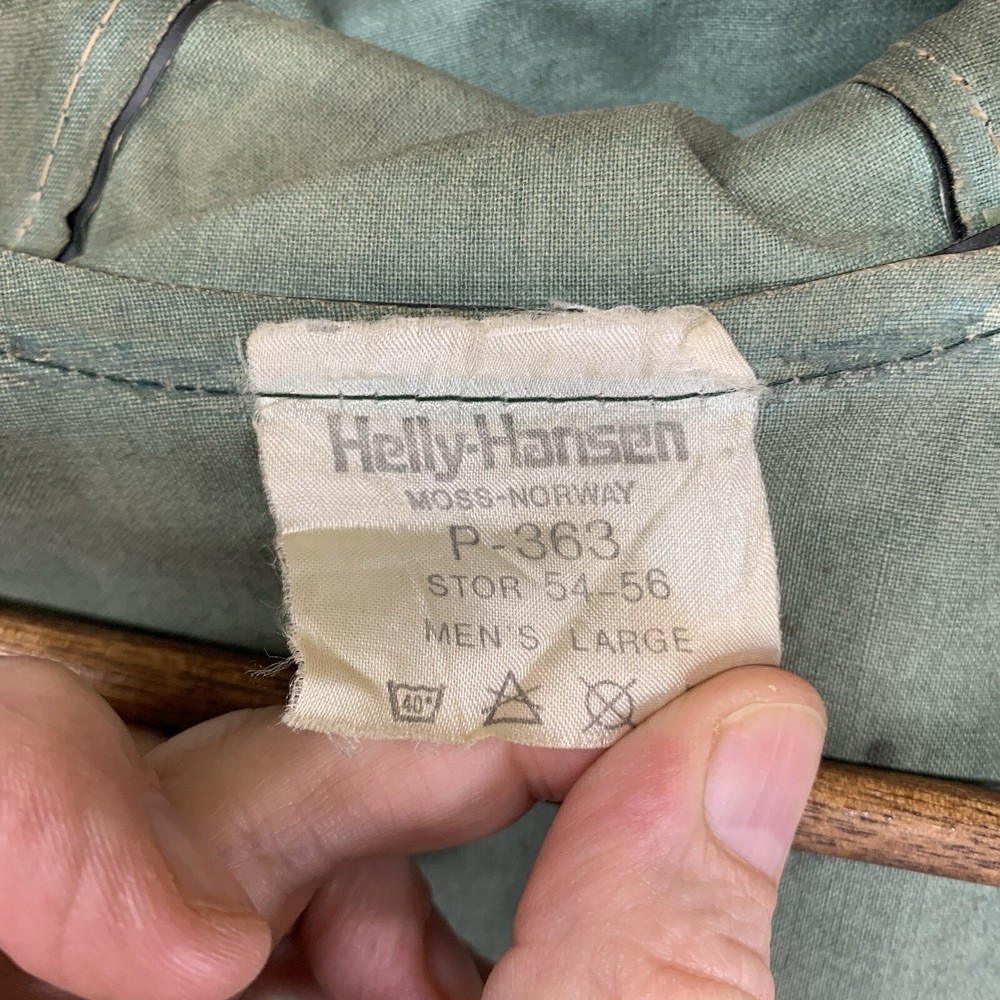 Helly-Hansen
MOSS-NORWAY
P-363
STOR 54-56
MEN'S LARGE
40°